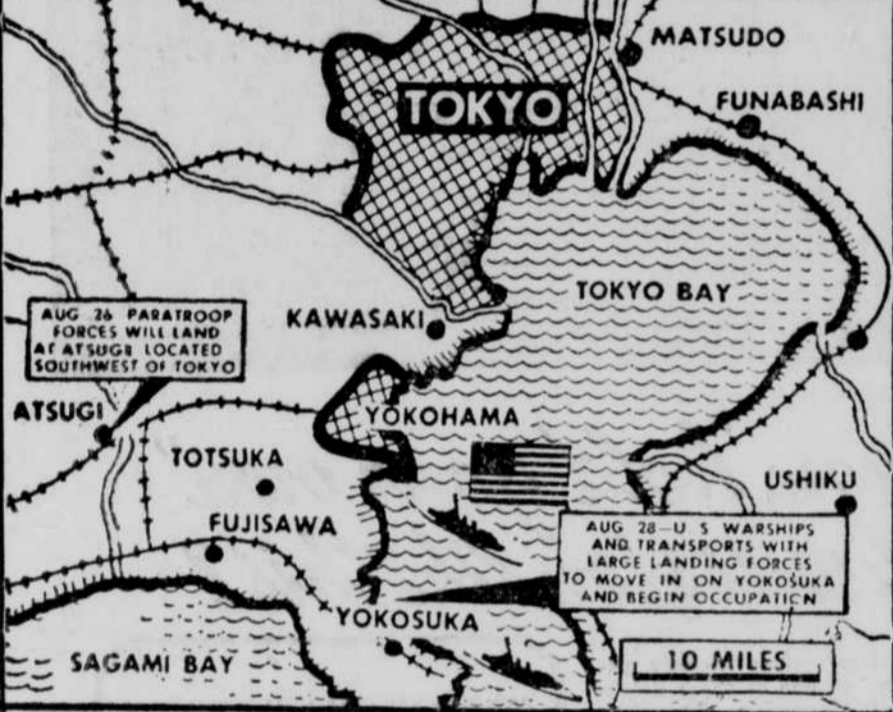 MATSUDO
TOKYO
FUNABASHI
TOKYO BAY
AUG 26 PARATROOP
FORCES WILL LAND
AT ATSUGI LOCATED
SOUTHWEST OF TOKYO
KAWASAKI
ATSUGI
YOKOHAMA
TOTSUKA
USHIKU
FUJISAWA
AUG 28—U. S WARSHIPS
AND TRANSPORTS WITH
LARGE LANDING FORCES
TO MOVE IN ON YOKOSUKA
AND BEGIN OCCUPATION
YOKOSUKA
SAGAMI BAY
10 MILES